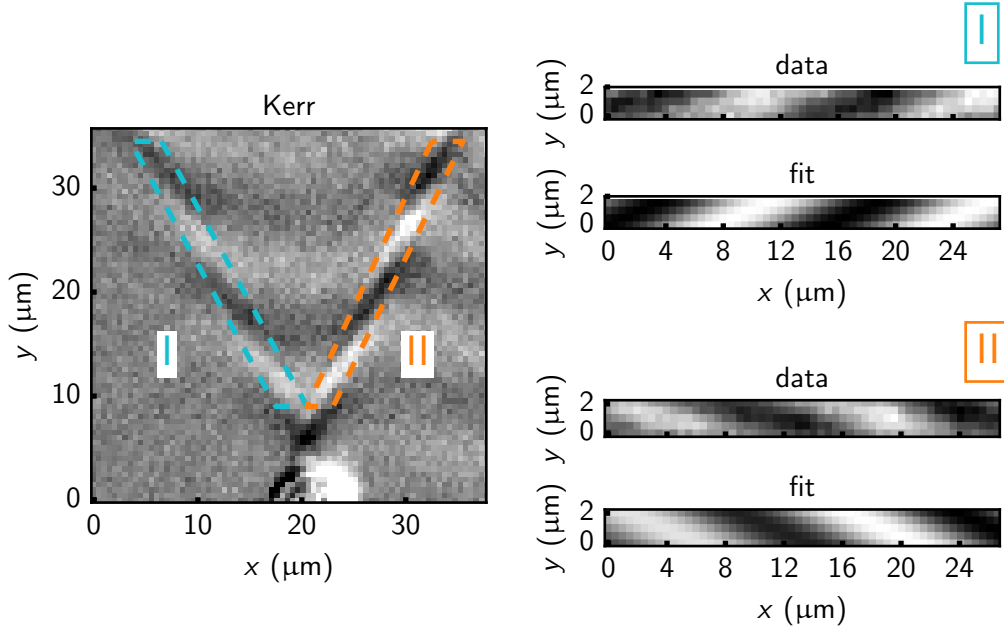 Kerr
y (μm)
30
20
10
0
I
II
0 10 20 30
x (μm)
I
data
y (μm)
2
0
fit
y (μm)
2
0
0 4 8 12 16 20 24
x (μm)
II
data
y (μm)
2
0
fit
y (μm)
2
0
0 4 8 12 16 20 24
x (μm)